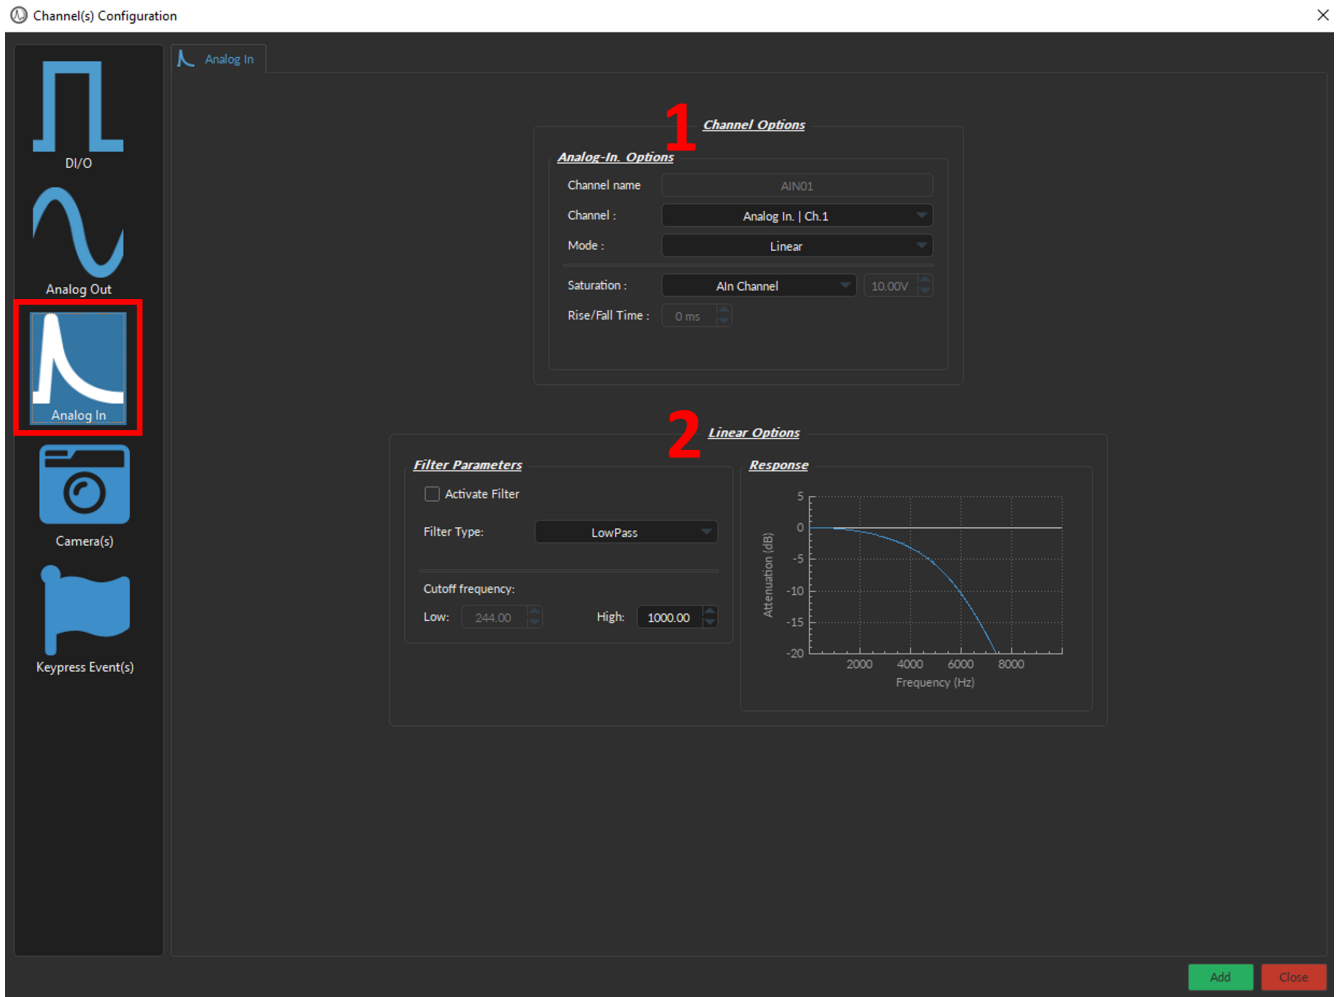 Channel(s) Configuration
DI/O
Analog Out
Analog In
Camera(s)
Keypress Event(s)
Analog In
1
Channel Options
Analog-In. Options
Channel name AIN01
Channel : Analog In. | Ch.1
Mode : Linear
Saturation : AIn Channel 10.00V
Rise/Fall Time : 0 ms
2
Linear Options
Filter Parameters
Activate Filter
Filter Type: LowPass
Cutoff frequency:
Low: 244.00 High: 1000.00
Response
Attenuation (dB)
5
0
-5
-10
-15
-20
2000 4000 6000 8000
Frequency (Hz)
Add Close